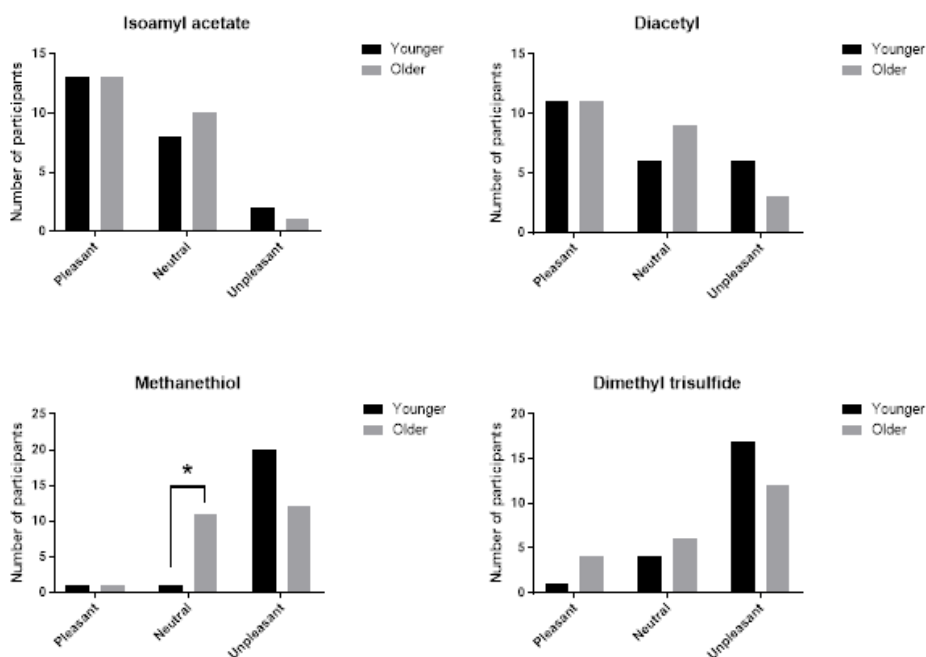 Isoamyl acetate
Younger
Older
Number of participants
15
10
5
0
Pleasant
Neutral
Unpleasant
Diacetyl
Younger
Older
Number of participants
15
10
5
0
Pleasant
Neutral
Unpleasant
Methanethiol
Younger
Older
Number of participants
25
20
15
10
5
0
*
Pleasant
Neutral
Unpleasant
Dimethyl trisulfide
Younger
Older
Number of participants
20
15
10
5
0
Pleasant
Neutral
Unpleasant